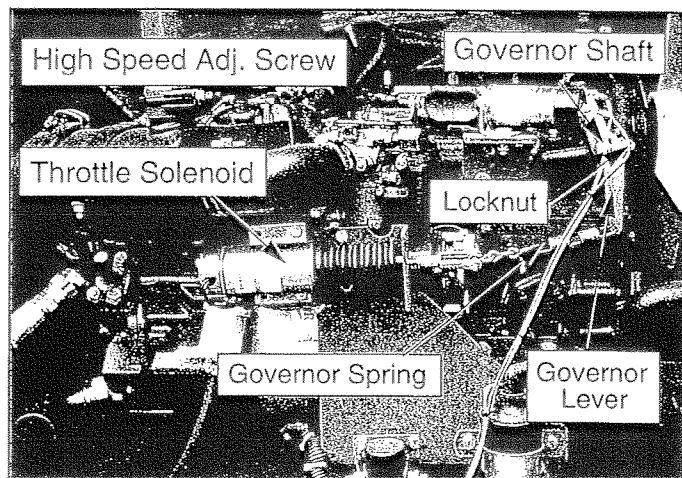 High Speed Adj. Screw
Governor Shaft
Throttle Solenoid
Locknut
Governor Spring
Governor
Lever